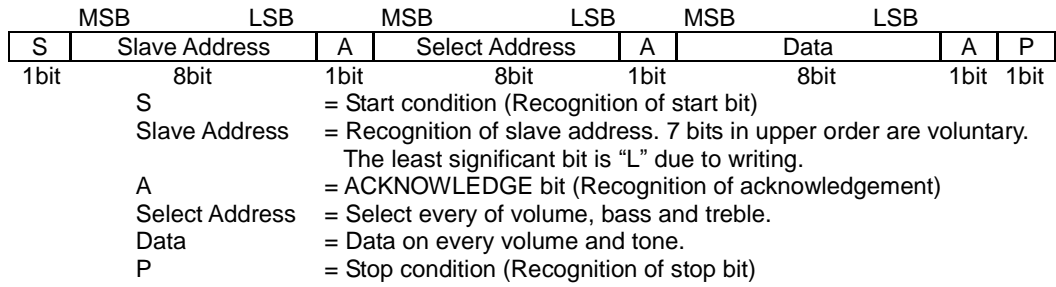 MSB LSB MSB LSB MSB LSB
S Slave Address A Select Address A Data A P
1bit 8bit 1bit 8bit 1bit 8bit 1bit 1bit
S = Start condition (Recognition of start bit)
Slave Address = Recognition of slave address. 7 bits in upper order are voluntary.
The least significant bit is “L” due to writing.
A = ACKNOWLEDGE bit (Recognition of acknowledgement)
Select Address = Select every of volume, bass and treble.
Data = Data on every volume and tone.
P = Stop condition (Recognition of stop bit)